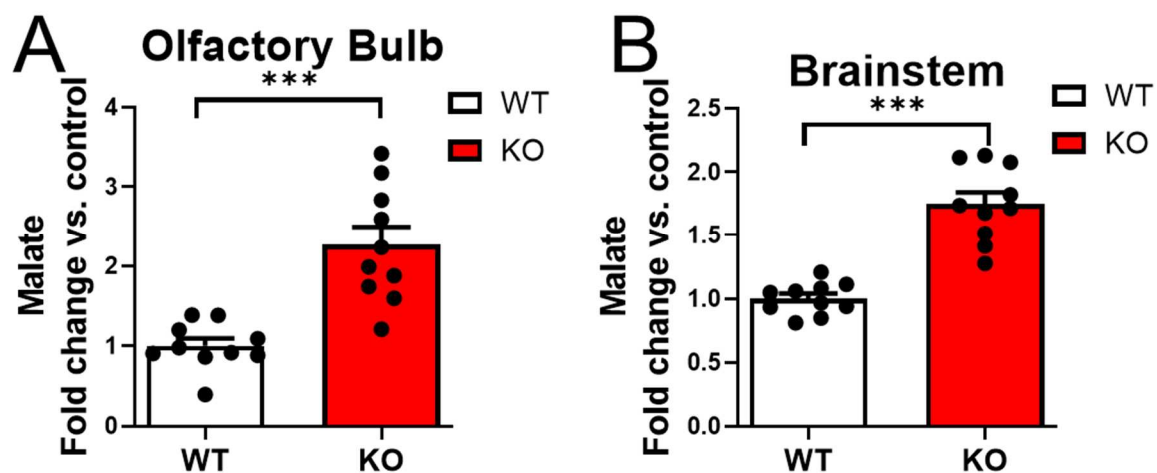 A
Olfactory Bulb
***
WT
KO
Malate
Fold change vs. control
4
3
2
1
0
WT
KO
B
Brainstem
***
WT
KO
Malate
Fold change vs. control
2.5
2.0
1.5
1.0
0.5
0.0
WT
KO